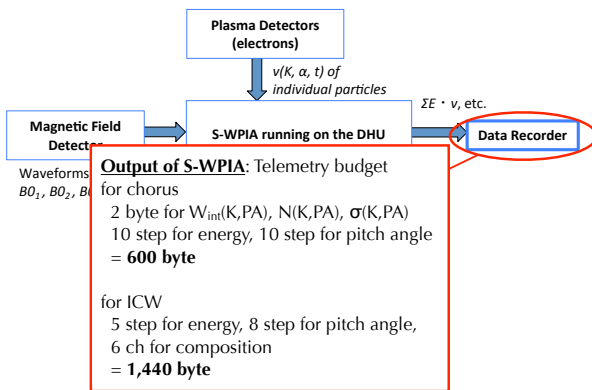 Plasma Detectors
(electrons)
v(K, α, t) of
individual particles
ΣE・v, etc.
Magnetic Field
Detector
S-WPIA running on the DHU
Data Recorder
Waveforms
B0₁, B0₂,
Output of S-WPIA: Telemetry budget
for chorus
2 byte for Wint(K,PA), N(K,PA), σ(K,PA)
10 step for energy, 10 step for pitch angle
= 600 byte
for ICW
5 step for energy, 8 step for pitch angle,
6 ch for composition
= 1,440 byte